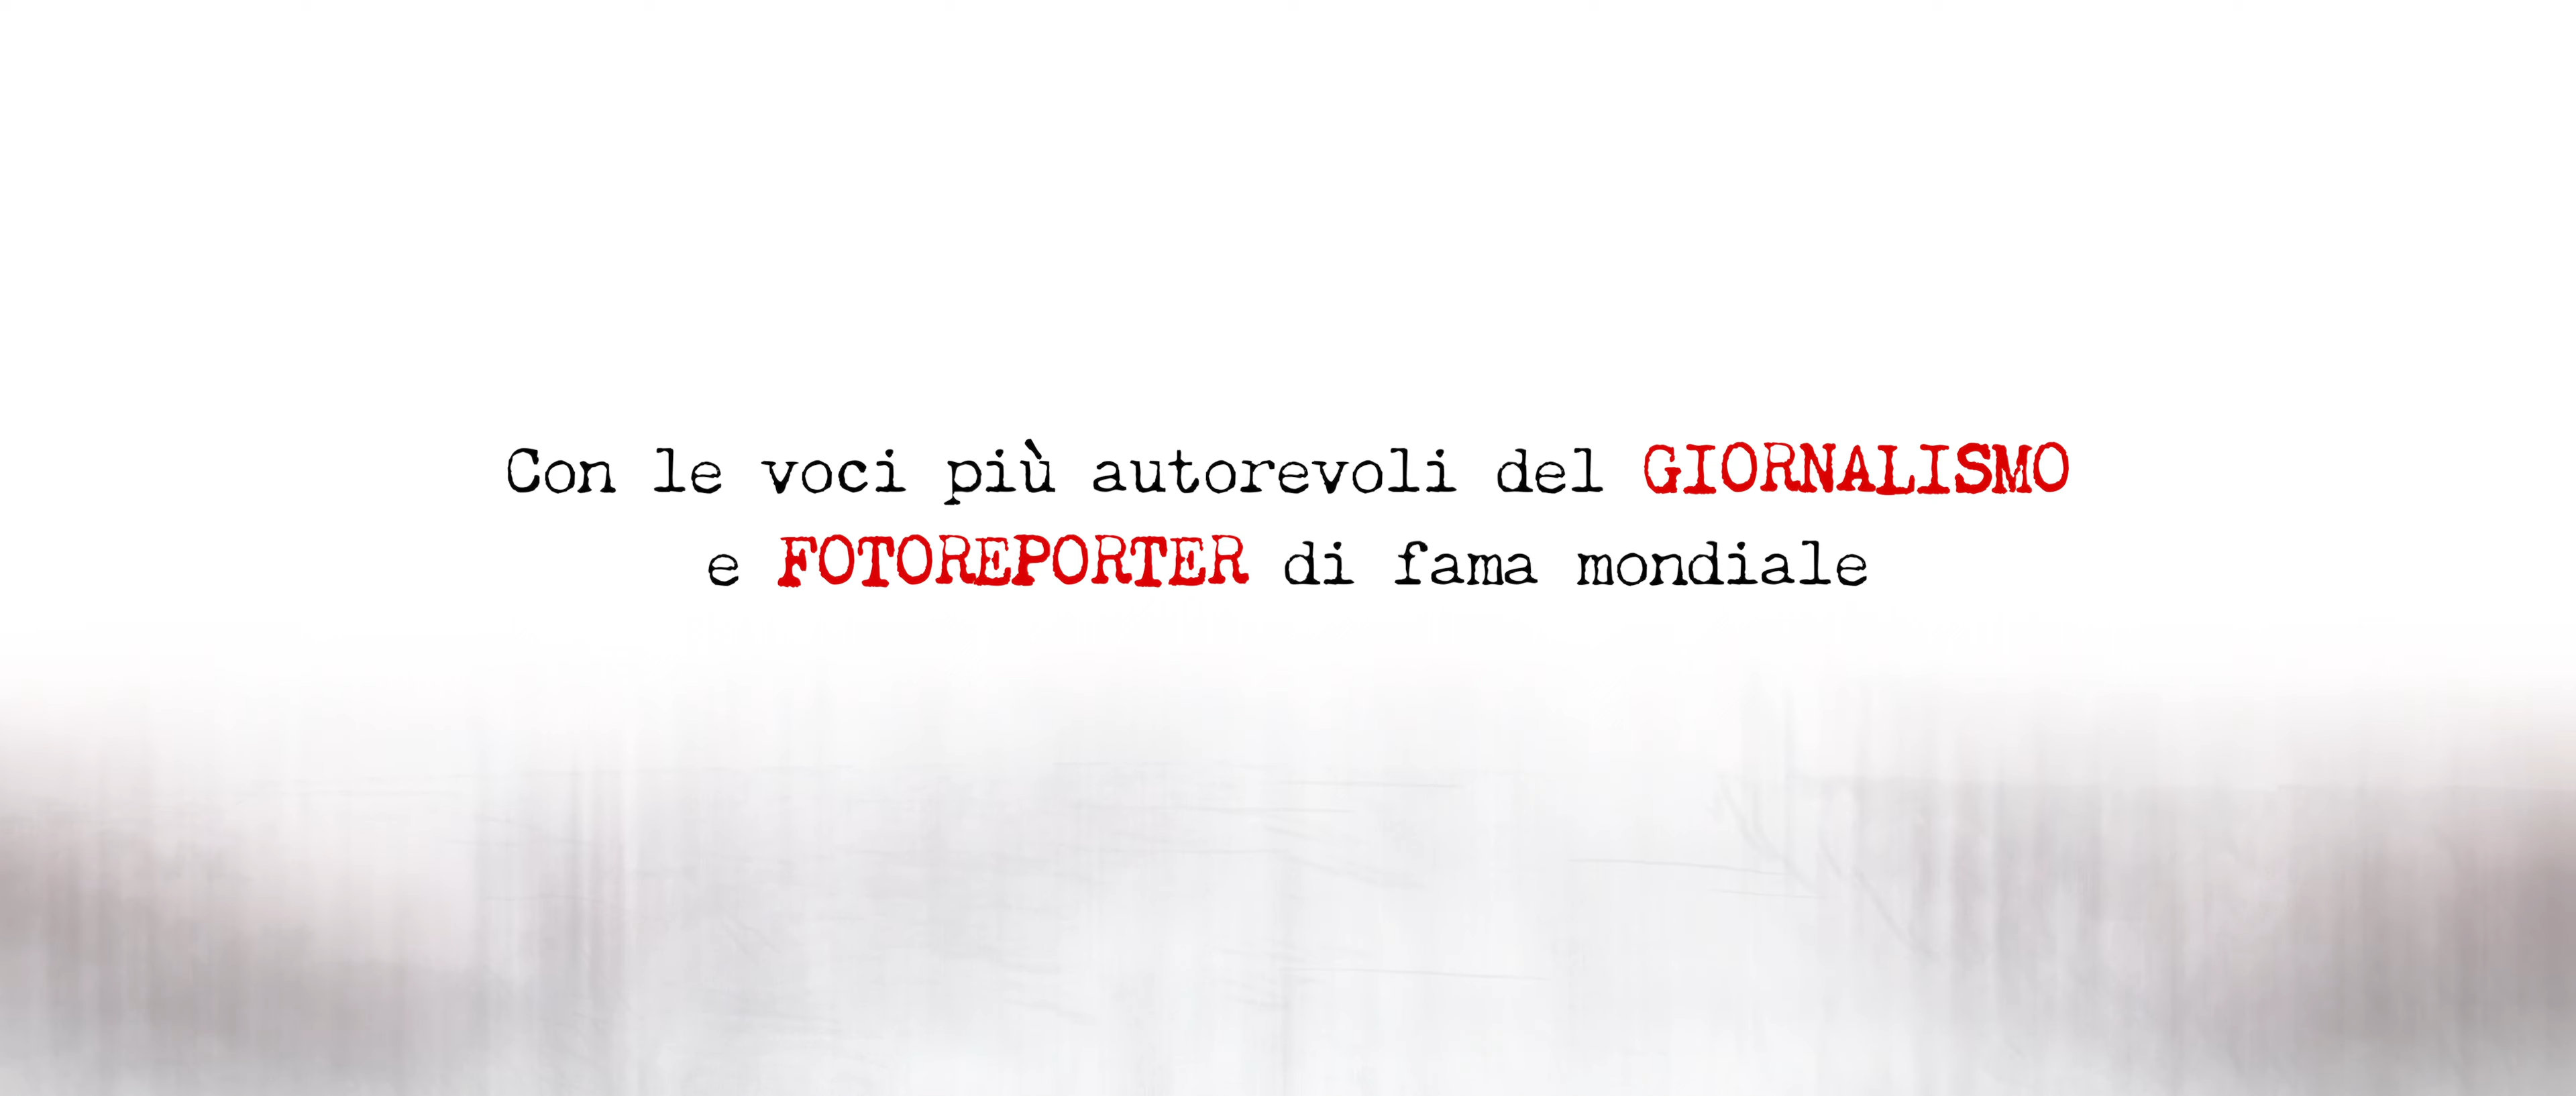 Con le voci più autorevoli del GIORNALISMO
e FOTOREPORTER di fama mondiale